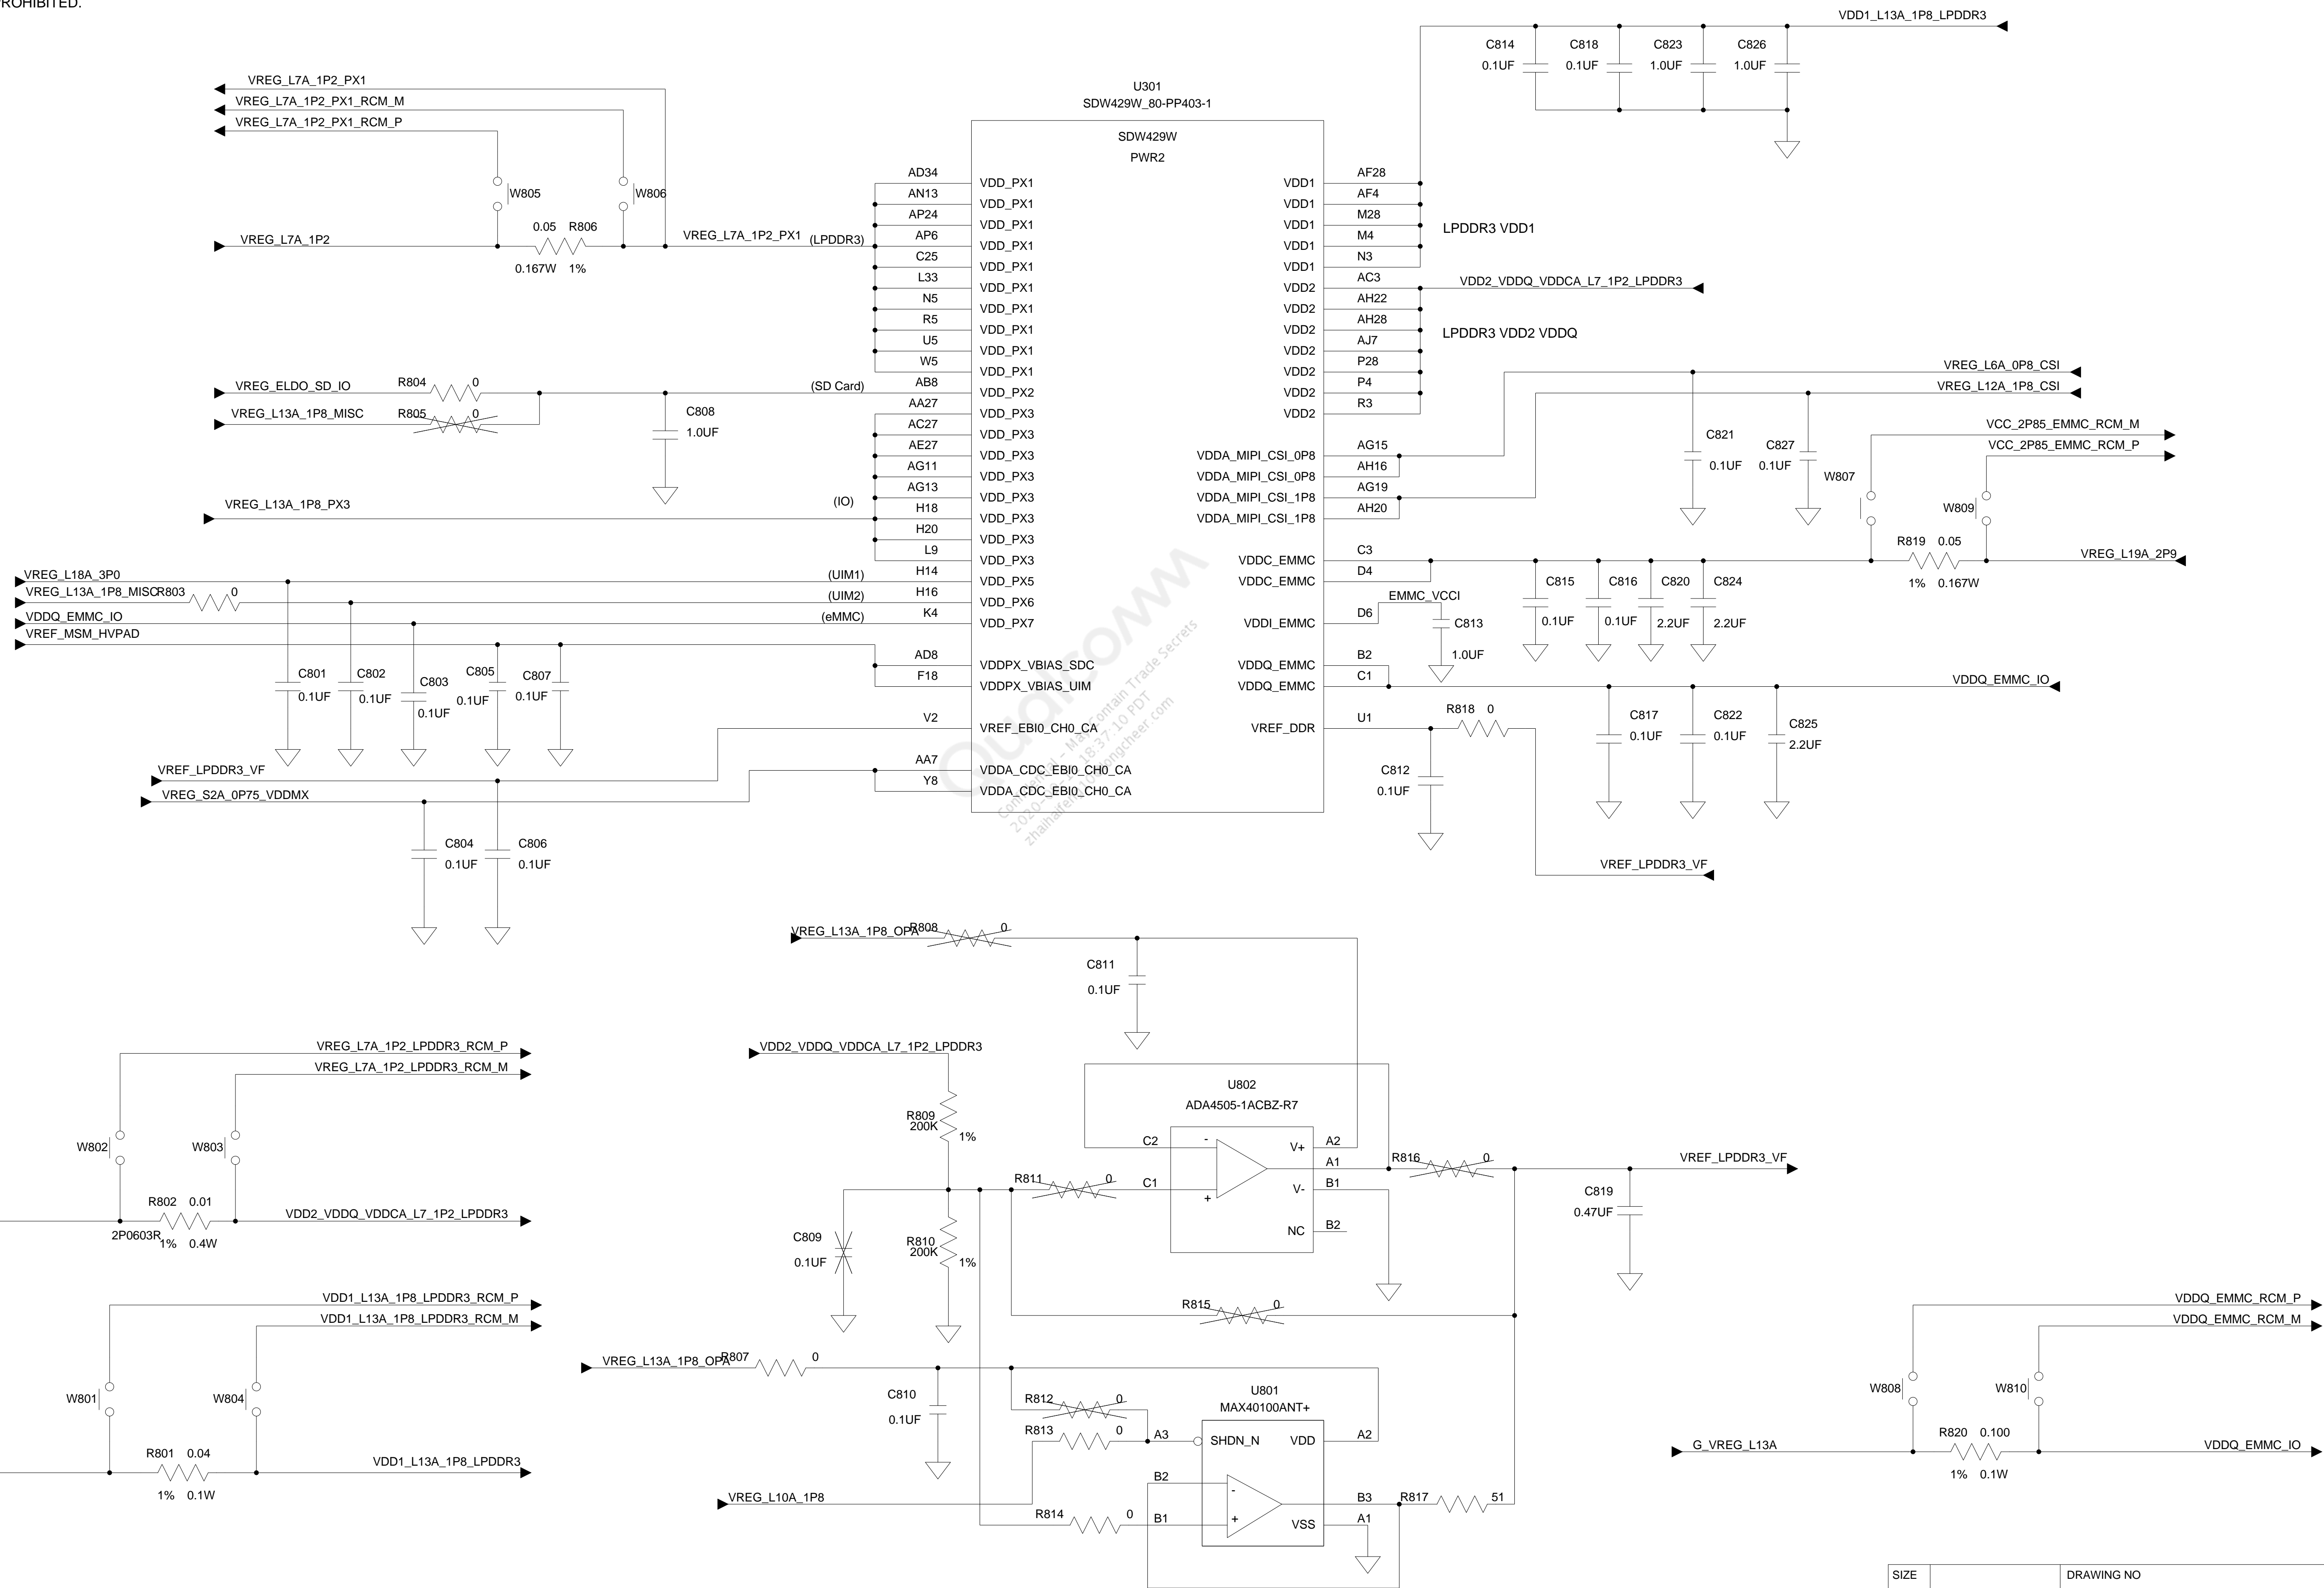 PROHIBITED.
VDD1_L13A_1P8_LPDDR3
C814
0.1UF
C818
0.1UF
C823
1.0UF
C826
1.0UF
VREG_L7A_1P2_PX1
VREG_L7A_1P2_PX1_RCM_M
VREG_L7A_1P2_PX1_RCM_P
W805
W806
0.05 R806
VREG_L7A_1P2
0.167W 1%
VREG_L7A_1P2_PX1 (LPDDR3)
U301
SDW429W_80-PP403-1
SDW429W
PWR2
AD34 VDD_PX1
AN13 VDD_PX1
AP24 VDD_PX1
AP6 VDD_PX1
C25 VDD_PX1
L33 VDD_PX1
N5 VDD_PX1
R5 VDD_PX1
U5 VDD_PX1
W5 VDD_PX1
AB8 VDD_PX2
AA27 VDD_PX3
AC27 VDD_PX3
AE27 VDD_PX3
AG11 VDD_PX3
AG13 VDD_PX3
H18 VDD_PX3
H20 VDD_PX3
L9 VDD_PX3
H14 VDD_PX5
H16 VDD_PX6
K4 VDD_PX7
AD8 VDDPX_VBIAS_SDC
F18 VDDPX_VBIAS_UIM
V2 VREF_EBI0_CH0_CA
AA7 VDDA_CDC_EBI0_CH0_CA
Y8 VDDA_CDC_EBI0_CH0_CA
VDD1 AF28
VDD1 AF4
VDD1 M28
VDD1 M4
VDD1 N3
VDD2 AC3
VDD2 AH22
VDD2 AH28
VDD2 AJ7
VDD2 P28
VDD2 P4
VDD2 R3
VDDA_MIPI_CSI_0P8 AG15
VDDA_MIPI_CSI_0P8 AH16
VDDA_MIPI_CSI_1P8 AG19
VDDA_MIPI_CSI_1P8 AH20
VDDC_EMMC C3
VDDC_EMMC D4
VDDI_EMMC D6
VDDQ_EMMC B2
VDDQ_EMMC C1
VREF_DDR U1
LPDDR3 VDD1
VDD2_VDDQ_VDDCA_L7_1P2_LPDDR3
LPDDR3 VDD2 VDDQ
VREG_L6A_0P8_CSI
VREG_L12A_1P8_CSI
VCC_2P85_EMMC_RCM_M
VCC_2P85_EMMC_RCM_P
C821
0.1UF
C827
0.1UF
W807
W809
R819 0.05
VREG_L19A_2P9
1% 0.167W
VREG_ELDO_SD_IO
R804 0
(SD Card)
VREG_L13A_1P8_MISC
R805 0
C808
1.0UF
VREG_L13A_1P8_PX3
(IO)
VREG_L18A_3P0
(UIM1)
VREG_L13A_1P8_MISC
R803 0
(UIM2)
VDDQ_EMMC_IO
(eMMC)
VREF_MSM_HVPAD
C801
0.1UF
C802
0.1UF
C803
0.1UF
C805
0.1UF
C807
0.1UF
VREF_LPDDR3_VF
VREG_S2A_0P75_VDDMX
C804
0.1UF
C806
0.1UF
EMMC_VCCI
C813
1.0UF
C815
0.1UF
C816
0.1UF
C820
2.2UF
C824
2.2UF
VDDQ_EMMC_IO
R818 0
C817
0.1UF
C822
0.1UF
C825
2.2UF
C812
0.1UF
VREF_LPDDR3_VF
Qualcomm
Confidential - May Contain Trade Secrets
18:37:10 PDT
VREG_L13A_1P8_OPA
R808 0
C811
0.1UF
VDD2_VDDQ_VDDCA_L7_1P2_LPDDR3
R809
200K
1%
U802
ADA4505-1ACBZ-R7
C2 -
C1 +
V+ A2
A1
V- B1
NC B2
R811 0
R816 0
VREF_LPDDR3_VF
C819
0.47UF
C809
0.1UF
R810
200K
1%
R815 0
VREG_L13A_1P8_OPA
R807 0
C810
0.1UF
R812 0
R813 0
U801
MAX40100ANT+
A3 SHDN_N
VDD A2
B2 -
B3
B1 +
VSS A1
VREG_L10A_1P8
R814 0
R817 51
VREG_L7A_1P2_LPDDR3_RCM_P
VREG_L7A_1P2_LPDDR3_RCM_M
W802
W803
R802 0.01
VDD2_VDDQ_VDDCA_L7_1P2_LPDDR3
2P0603R
1% 0.4W
VDD1_L13A_1P8_LPDDR3_RCM_P
VDD1_L13A_1P8_LPDDR3_RCM_M
W801
W804
R801 0.04
VDD1_L13A_1P8_LPDDR3
1% 0.1W
VDDQ_EMMC_RCM_P
VDDQ_EMMC_RCM_M
W808
W810
G_VREG_L13A
R820 0.100
VDDQ_EMMC_IO
1% 0.1W
SIZE
DRAWING NO